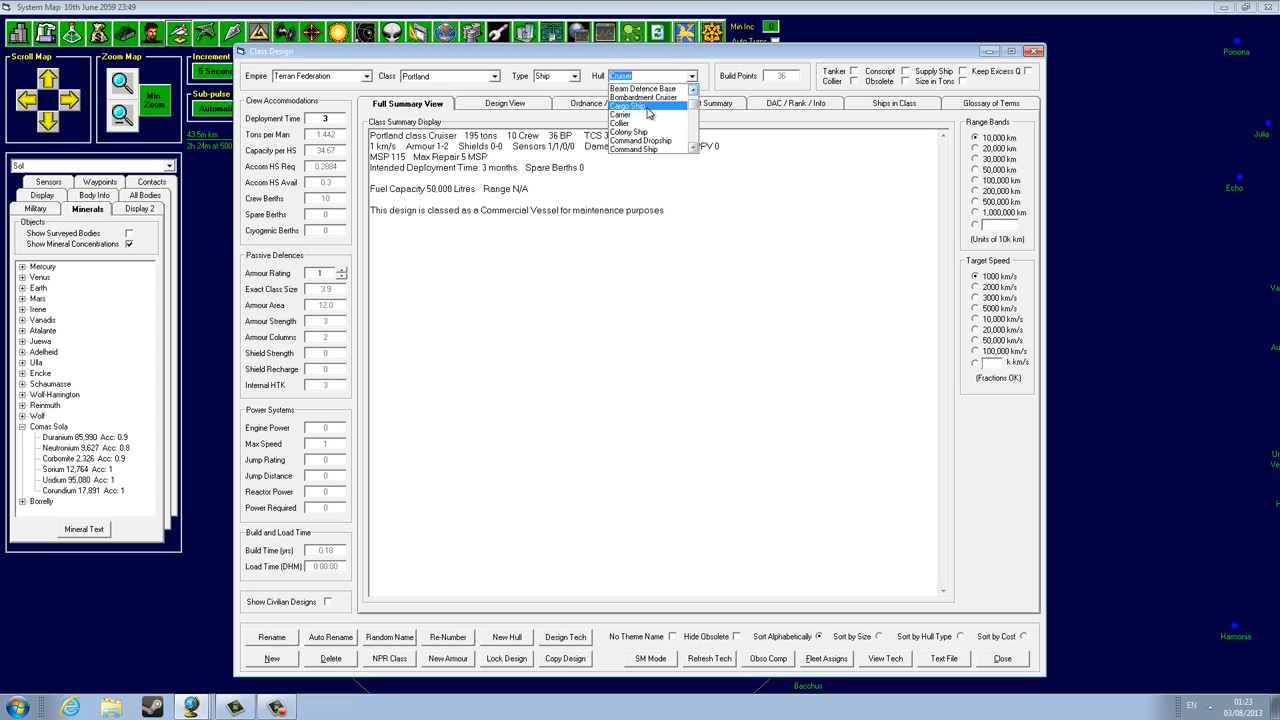 System Map 10th June 2059 23:49
Min Inc 0
Auto Turns
Scroll Map
Zoom Map
Min Zoom
Increment
5 Second
Sub-pulse
Automat
43.5m k
2h 24m at 500
Sol
Sensors Waypoints Contacts
Display Body Info All Bodies
Military Minerals Display 2
Objects
Show Surveyed Bodies
Show Mineral Concentrations
Mercury
Venus
Earth
Mars
Irene
Vanadis
Atalante
Juewa
Adelheid
Ulla
Encke
Schaumasse
Wolf-Harrington
Reinmuth
Wolf
Comas Sola
Duranium 85,990 Acc: 0.9
Neutronium 9,627 Acc: 0.8
Corbomite 2,326 Acc: 0.9
Sorium 12,764 Acc: 1
Uridium 95,080 Acc: 1
Corundium 17,891 Acc: 1
Borrelly
Mineral Text
Class Design
Empire Terran Federation Class Portland Type Ship Hull Cruiser Build Points 36
Tanker Conscript Supply Ship Keep Excess Q
Collier Obsolete Size in Tons
Beam Defence Base
Bombardment Cruiser
Cargo Ship
Carrier
Collier
Colony Ship
Command Dropship
Command Ship
Crew Accommodations
Deployment Time 3
Tons per Man 1.442
Capacity per HS 34.67
Accom HS Req 0.2884
Accom HS Avail 0.3
Crew Berths 10
Spare Berths 0
Cryogenic Berths 0
Passive Defences
Armour Rating 1
Exact Class Size 3.9
Armour Area 12.0
Armour Strength 3
Armour Columns 2
Shield Strength 0
Shield Recharge 0
Internal HTK 3
Power Systems
Engine Power 0
Max Speed 1
Jump Rating 0
Jump Distance 0
Reactor Power 0
Power Required 0
Build and Load Time
Build Time (yrs) 0.18
Load Time (DHM) 0:00:00
Show Civilian Designs
Full Summary View Design View Ordnance / t Summary DAC / Rank / Info Ships in Class Glossary of Terms
Class Summary Display
Portland class Cruiser 195 tons 10 Crew 36 BP TCS 3
1 km/s Armour 1-2 Shields 0-0 Sensors 1/1/0/0 Dama PPV 0
MSP 115 Max Repair 5 MSP
Intended Deployment Time: 3 months Spare Berths 0
Fuel Capacity 50,000 Litres Range N/A
This design is classed as a Commercial Vessel for maintenance purposes
Range Bands
10,000 km
20,000 km
30,000 km
50,000 km
100,000 km
200,000 km
500,000 km
1,000,000 km
(Units of 10k km)
Target Speed
1000 km/s
2000 km/s
3000 km/s
5000 km/s
10,000 km/s
20,000 km/s
50,000 km/s
100,000 km/s
k km/s
(Fractions OK)
Rename Auto Rename Random Name Re-Number New Hull Design Tech
No Theme Name Hide Obsolete Sort Alphabetically Sort by Size Sort by Hull Type Sort by Cost
New Delete NPR Class New Armour Lock Design Copy Design SM Mode Refresh Tech Obso Comp Fleet Assigns View Tech Text File Close
Pomona
Julia
Echo
Va
Au
Be
Ve
H
Harmonia
Bacchus
EN
01:23
03/08/2013